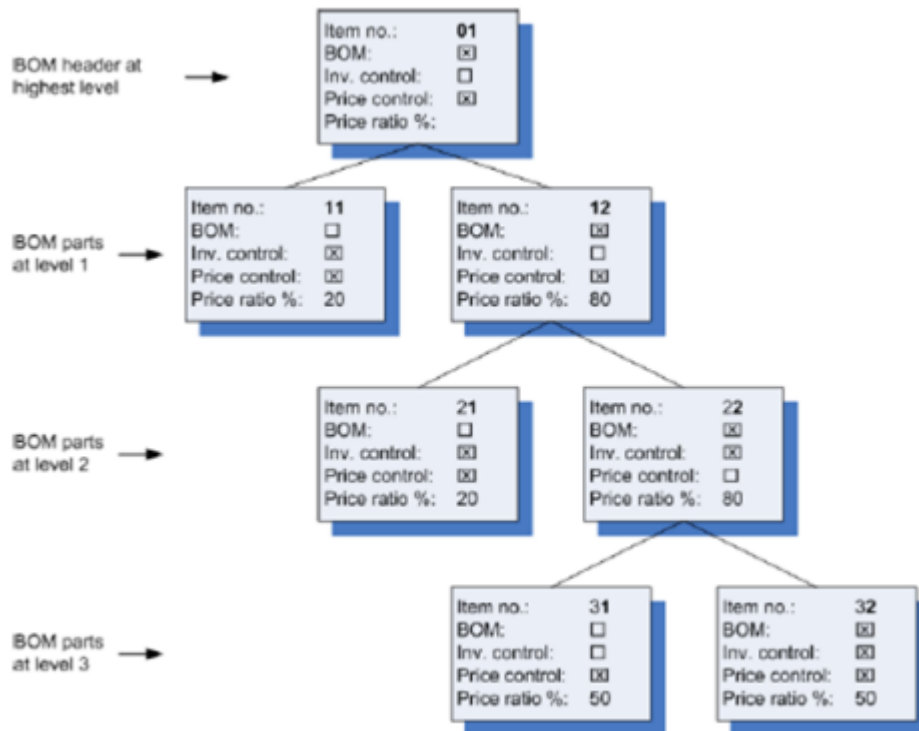 Item no.: 01
BOM: ☒
Inv. control: ☐
Price control: ☒
Price ratio %:
BOM header at
highest level
Item no.: 11
BOM: ☐
Inv. control: ☒
Price control: ☒
Price ratio %: 20
Item no.: 12
BOM: ☒
Inv. control: ☐
Price control: ☒
Price ratio %: 80
BOM parts
at level 1
Item no.: 21
BOM: ☐
Inv. control: ☒
Price control: ☒
Price ratio %: 20
Item no.: 22
BOM: ☒
Inv. control: ☒
Price control: ☐
Price ratio %: 80
BOM parts
at level 2
Item no.: 31
BOM: ☐
Inv. control: ☐
Price control: ☒
Price ratio %: 50
Item no.: 32
BOM: ☒
Inv. control: ☒
Price control: ☒
Price ratio %: 50
BOM parts
at level 3